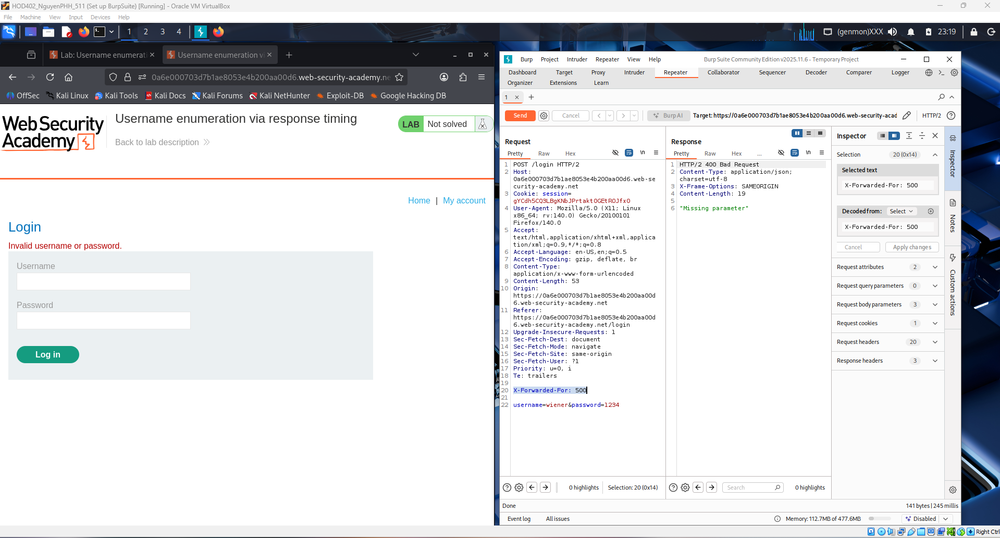 HOD402_NguyenPHH_511 (Set up BurpSuite) [Running] - Oracle VM VirtualBox
File Machine View Input Devices Help
1 2 3 4 (genmon)XXX 23:19
Lab: Username enumerati
Username enumeration vi
0a6e000703d7b1ae8053e4b200aa00d6.web-security-academy.ne
OffSec Kali Linux Kali Tools Kali Docs Kali Forums Kali NetHunter Exploit-DB Google Hacking DB
Web Security
Academy
Username enumeration via response timing
Back to lab description
LAB Not solved
Home | My account
Login
Invalid username or password.
Username
Password
Log in
Burp Project Intruder Repeater View Help Burp Suite Community Edition v2025.11.6 - Temporary Project
Dashboard Target Proxy Intruder Repeater Collaborator Sequencer Decoder Comparer Logger
Organizer Extensions Learn
1
Send Cancel Burp AI Target: https://0a6e000703d7b1ae8053e4b200aa00d6.web-security-acad HTTP/2
Request
Pretty Raw Hex \n
1 POST /login HTTP/2
2 Host:
0a6e000703d7b1ae8053e4b200aa00d6.web-se
curity-academy.net
3 Cookie: session=
gYCdh5CQ3LBgKNbJPrtakt0GEtROJfxO
4 User-Agent: Mozilla/5.0 (X11; Linux
x86_64; rv:140.0) Gecko/20100101
Firefox/140.0
5 Accept:
text/html,application/xhtml+xml,applica
tion/xml;q=0.9,*/*;q=0.8
6 Accept-Language: en-US,en;q=0.5
7 Accept-Encoding: gzip, deflate, br
8 Content-Type:
application/x-www-form-urlencoded
9 Content-Length: 53
10 Origin:
https://0a6e000703d7b1ae8053e4b200aa00d
6.web-security-academy.net
11 Referer:
https://0a6e000703d7b1ae8053e4b200aa00d
6.web-security-academy.net/login
12 Upgrade-Insecure-Requests: 1
13 Sec-Fetch-Dest: document
14 Sec-Fetch-Mode: navigate
15 Sec-Fetch-Site: same-origin
16 Sec-Fetch-User: ?1
17 Priority: u=0, i
18 Te: trailers
19
20 X-Forwarded-For: 500
21
22 username=wiener&password=1234
0 highlights Selection: 20 (0x14)
Response
Pretty Raw Hex ... \n
1 HTTP/2 400 Bad Request
2 Content-Type: application/json;
charset=utf-8
3 X-Frame-Options: SAMEORIGIN
4 Content-Length: 19
5
6 "Missing parameter"
Search 0 highlights
Inspector
Selection 20 (0x14)
Selected text
X-Forwarded-For: 500
Decoded from: Select
X-Forwarded-For: 500
Cancel Apply changes
Request attributes 2
Request query parameters 0
Request body parameters 3
Request cookies 1
Request headers 20
Response headers 3
Inspector
Notes
Custom actions
Done 141 bytes | 245 millis
Event log All issues Memory: 112.7MB of 477.6MB Disabled
Right Ctrl